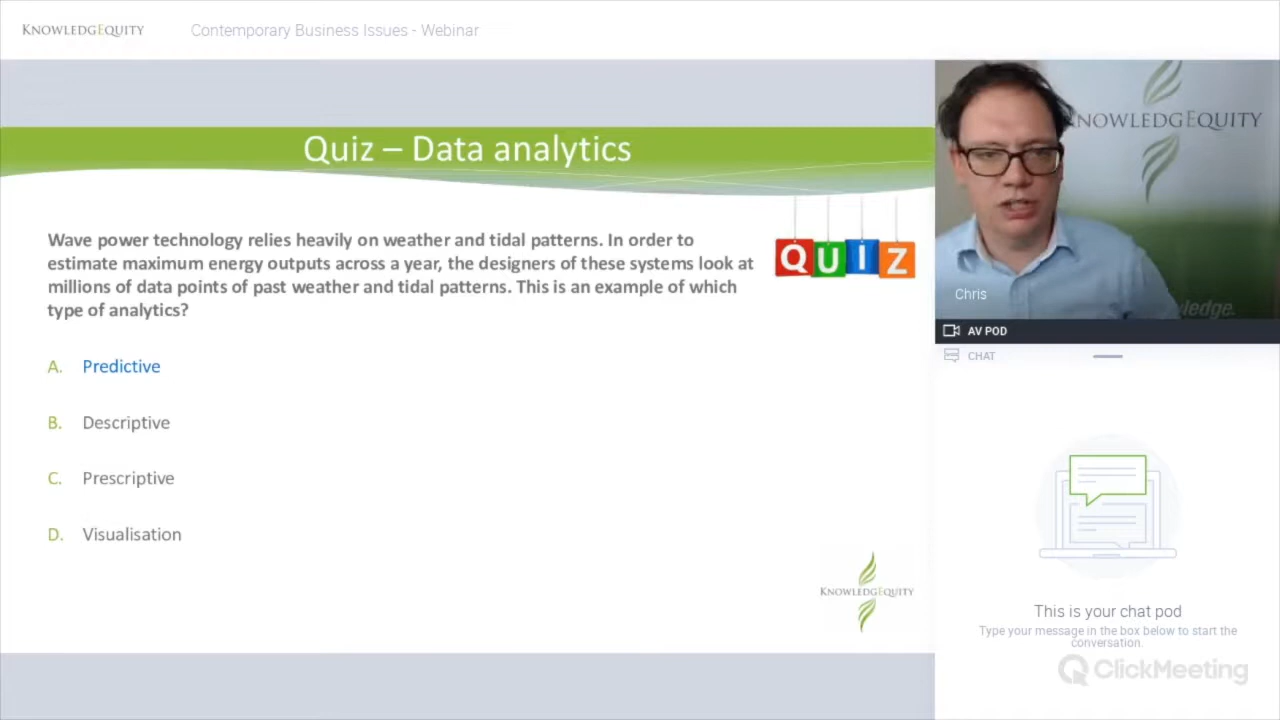 KNOWLEDGEQUITY
Contemporary Business Issues - Webinar
Quiz – Data analytics
Wave power technology relies heavily on weather and tidal patterns. In order to
estimate maximum energy outputs across a year, the designers of these systems look at
millions of data points of past weather and tidal patterns. This is an example of which
type of analytics?
QUIZ
A. Predictive
B. Descriptive
C. Prescriptive
D. Visualisation
KNOWLEDGEQUITY
KNOWLEDGEQUITY
Chris
AV POD
CHAT
This is your chat pod
Type your message in the box below to start the
conversation.
ClickMeeting